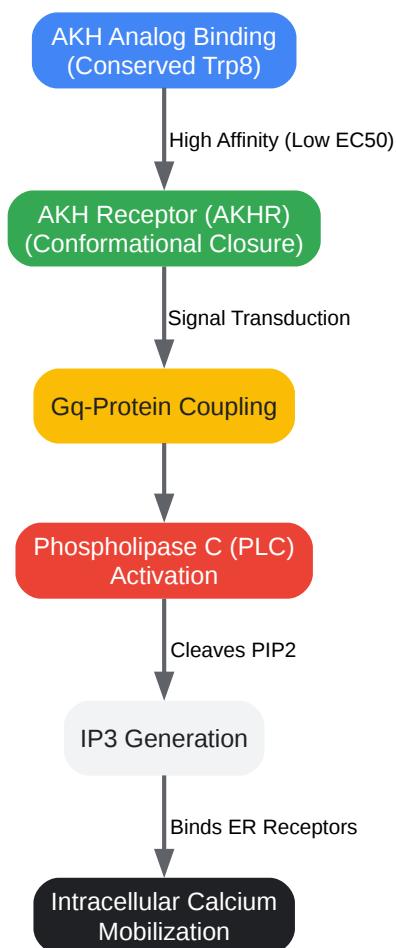 AKH Analog Binding
(Conserved Trp8)
High Affinity (Low EC50)
AKH Receptor (AKHR)
(Conformational Closure)
Signal Transduction
Gq-Protein Coupling
Phospholipase C (PLC)
Activation
Cleaves PIP2
IP3 Generation
Binds ER Receptors
Intracellular Calcium
Mobilization